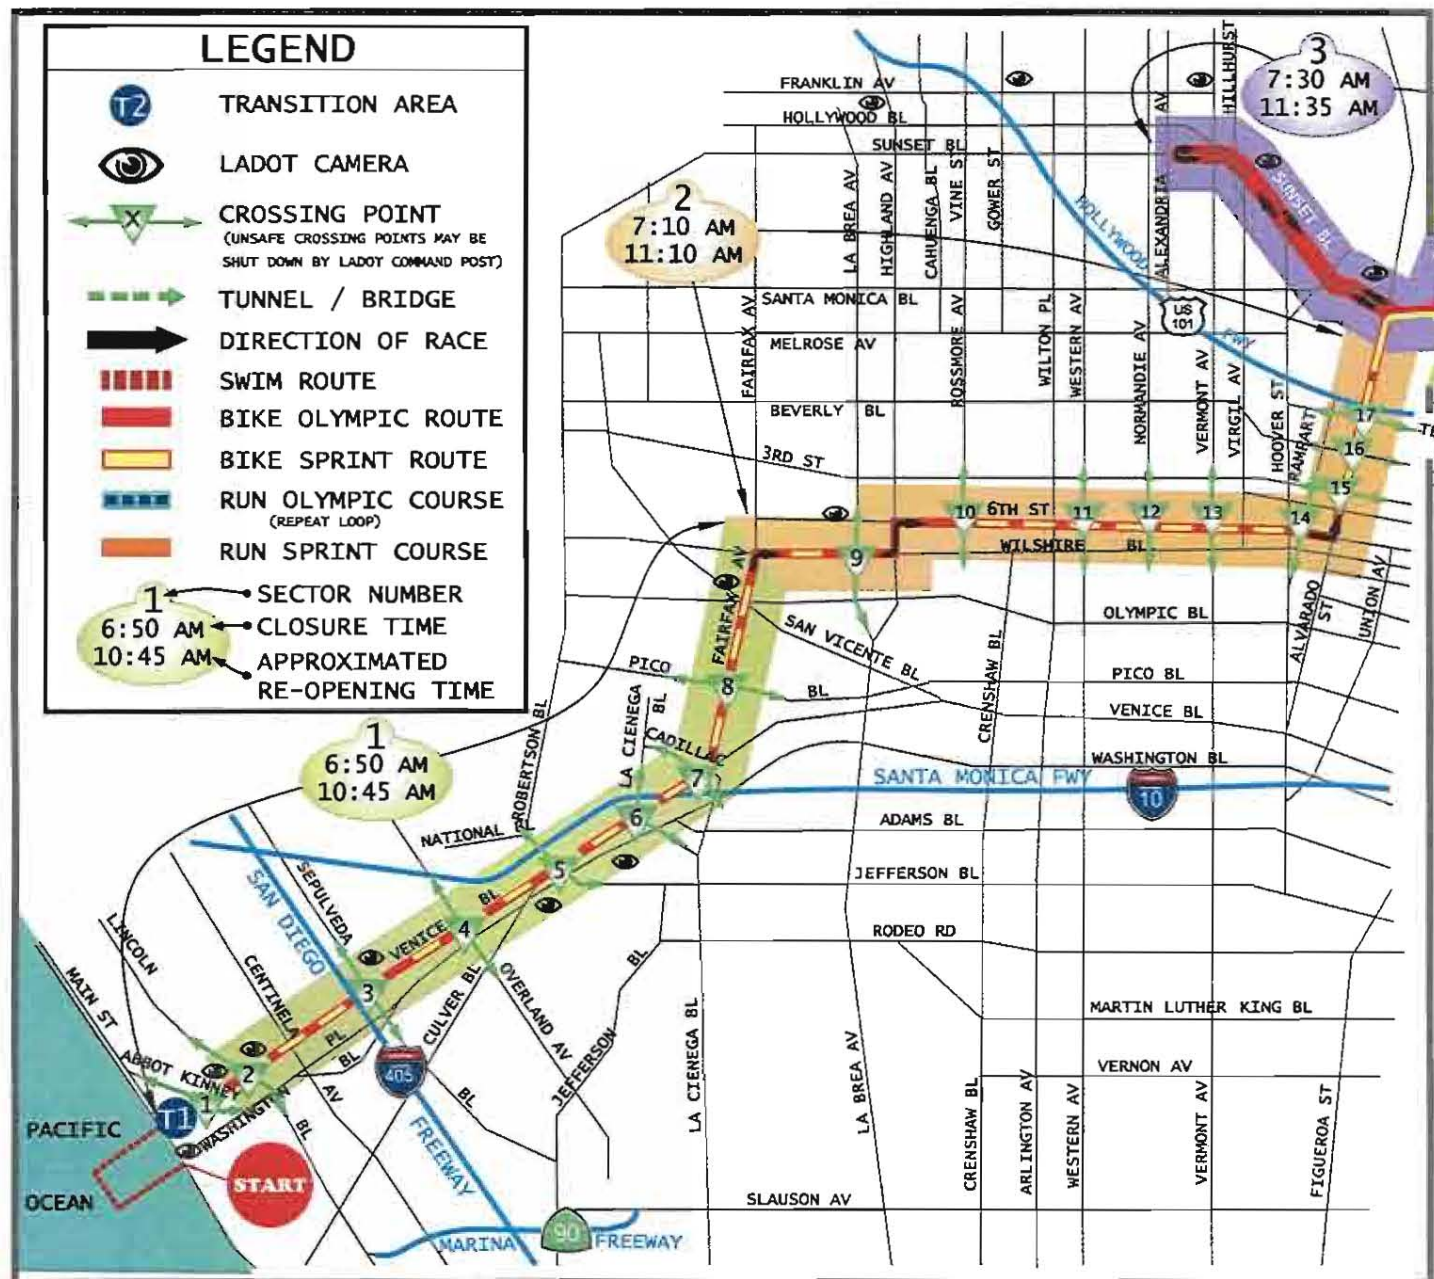 LEGEND
T2 TRANSITION AREA
LADOT CAMERA
X CROSSING POINT
(UNSAFE CROSSING POINTS MAY BE
SHUT DOWN BY LADOT COMMAND POST)
TUNNEL / BRIDGE
DIRECTION OF RACE
SWIM ROUTE
BIKE OLYMPIC ROUTE
BIKE SPRINT ROUTE
RUN OLYMPIC COURSE
(REPEAT LOOP)
RUN SPRINT COURSE
1
SECTOR NUMBER
6:50 AM
CLOSURE TIME
10:45 AM
APPROXIMATED
RE-OPENING TIME
3
7:30 AM
11:35 AM
2
7:10 AM
11:10 AM
1
6:50 AM
10:45 AM
FRANKLIN AV
HOLLYWOOD BL
SUNSET BL
LA BREA AV
HIGHLAND AV
CAHUENGA BL
VINE ST
GOWER ST
ALEXANDRIA AV
HILLHURST
SUNSET BL
HOLLYWOOD
US
101
FWY
SANTA MONICA BL
MELROSE AV
FAIRFAX AV
ROSSMORE AV
WILTON PL
WESTERN AV
NORMANDIE AV
VERMONT AV
VIRGIL AV
HOOVER ST
RAMPART
BEVERLY BL
3RD ST
17
TE
16
15
10
6TH ST
11
12
13
14
9
WILSHIRE BL
FAIRFAX AV
SAN VICENTE BL
OLYMPIC BL
ALVARADO ST
UNION AV
PICO BL
8
PICO BL
CRENSHAW BL
VENICE BL
WASHINGTON BL
ROBERTSON BL
LA CIENEGA BL
CADILLAC
7
SANTA MONICA FWY
10
NATIONAL
6
ADAMS BL
5
JEFFERSON BL
SEPULVEDA
SAN DIEGO
VENICE BL
4
RODEO RD
LINCOLN
CENTINELA
3
CULVER BL
OVERLAND AV
JEFFERSON BL
MAIN ST
PL
BL
405
LA CIENEGA BL
LA BREA AV
MARTIN LUTHER KING BL
VERNON AV
ABBOT KINNEY
2
1
T1
WASHINGTON
AV
BL
BL
FREEWAY
PACIFIC
OCEAN
START
CRENSHAW BL
ARLINGTON AV
WESTERN AV
VERMONT AV
FIGUEROA ST
SLAUSON AV
MARINA
90
FREEWAY